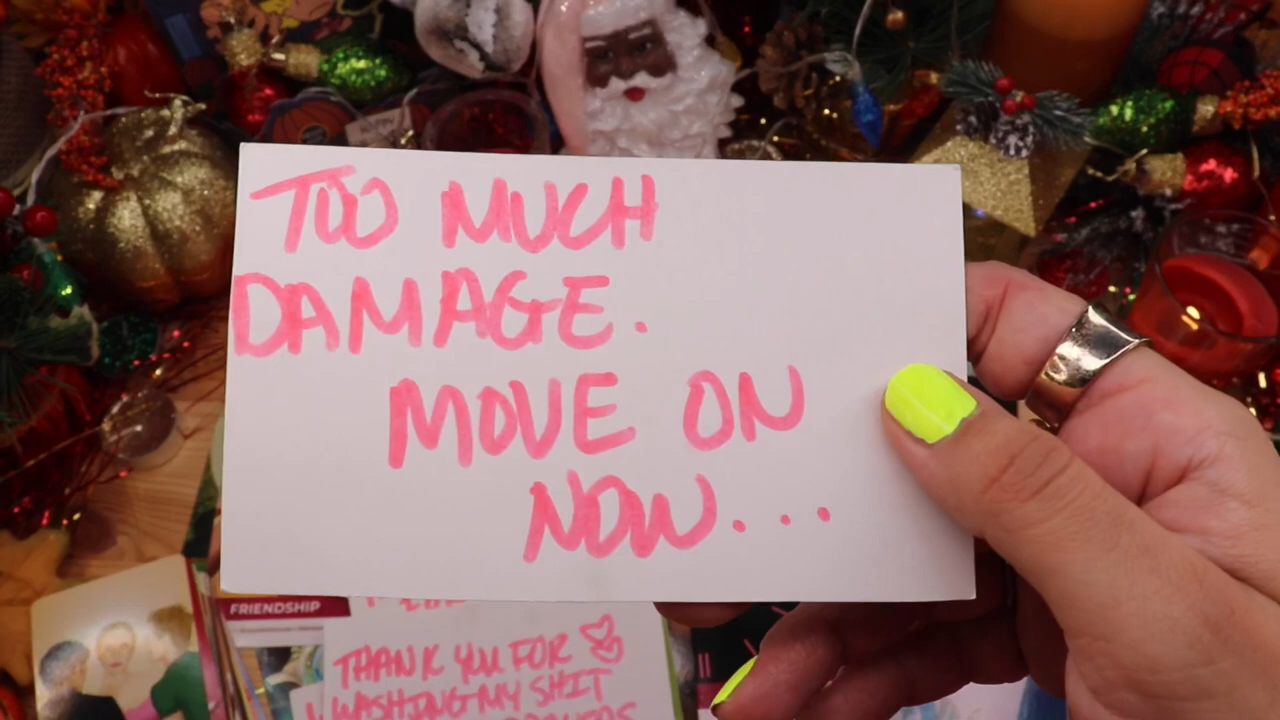 TOO MUCH
DAMAGE.
MOVE ON
NOW...
FRIENDSHIP
THANK YOU FOR
WASHING MY SHIT